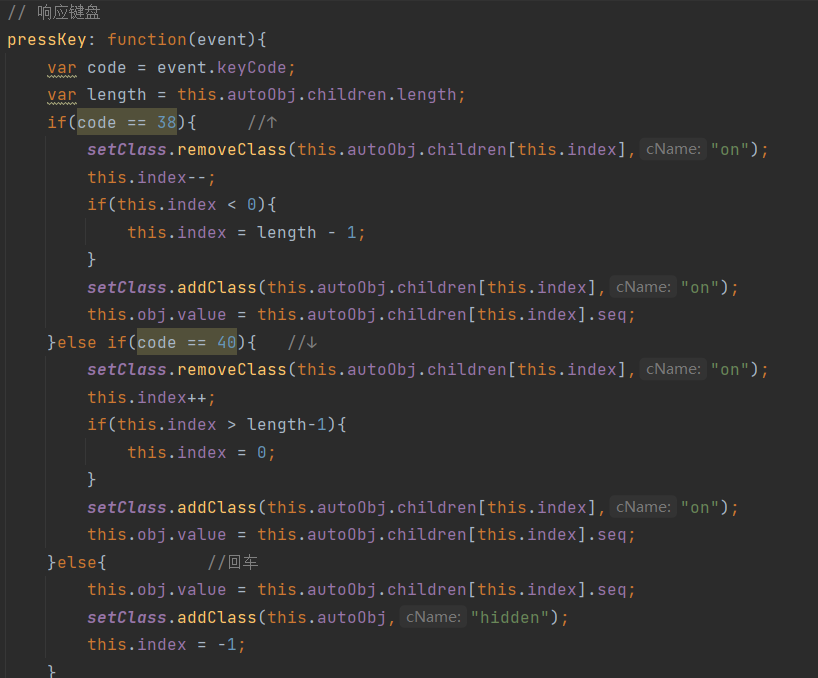 // 响应键盘
pressKey: function(event){
var code = event.keyCode;
var length = this.autoObj.children.length;
if(code == 38){ //↑
setClass.removeClass(this.autoObj.children[this.index], cName: "on");
this.index--;
if(this.index < 0){
this.index = length - 1;
}
setClass.addClass(this.autoObj.children[this.index], cName: "on");
this.obj.value = this.autoObj.children[this.index].seq;
}else if(code == 40){ //↓
setClass.removeClass(this.autoObj.children[this.index], cName: "on");
this.index++;
if(this.index > length-1){
this.index = 0;
}
setClass.addClass(this.autoObj.children[this.index], cName: "on");
this.obj.value = this.autoObj.children[this.index].seq;
}else{ //回车
this.obj.value = this.autoObj.children[this.index].seq;
setClass.addClass(this.autoObj, cName: "hidden");
this.index = -1;
}